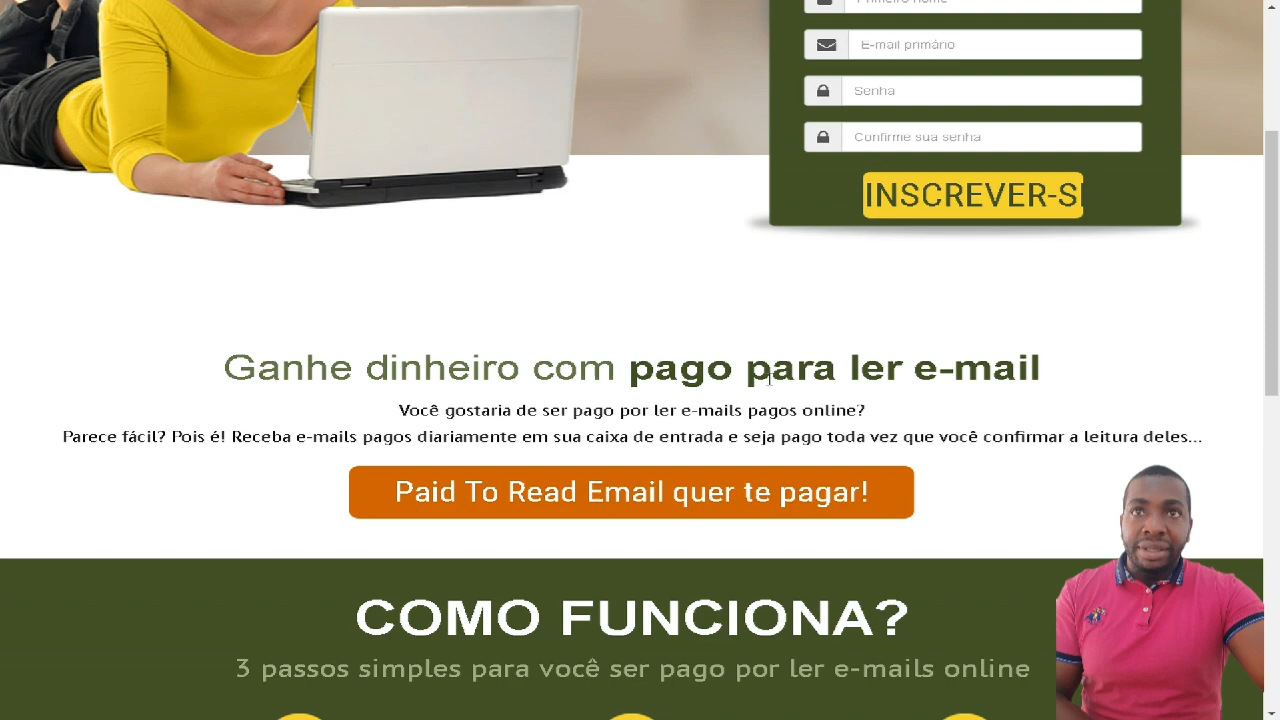 Primeiro nome
E-mail primário
Senha
Confirme sua senha
INSCREVER-S
Ganhe dinheiro com pago para ler e-mail
Você gostaria de ser pago por ler e-mails pagos online?
Parece fácil? Pois é! Receba e-mails pagos diariamente em sua caixa de entrada e seja pago toda vez que você confirmar a leitura deles...
Paid To Read Email quer te pagar!
COMO FUNCIONA?
3 passos simples para você ser pago por ler e-mails online